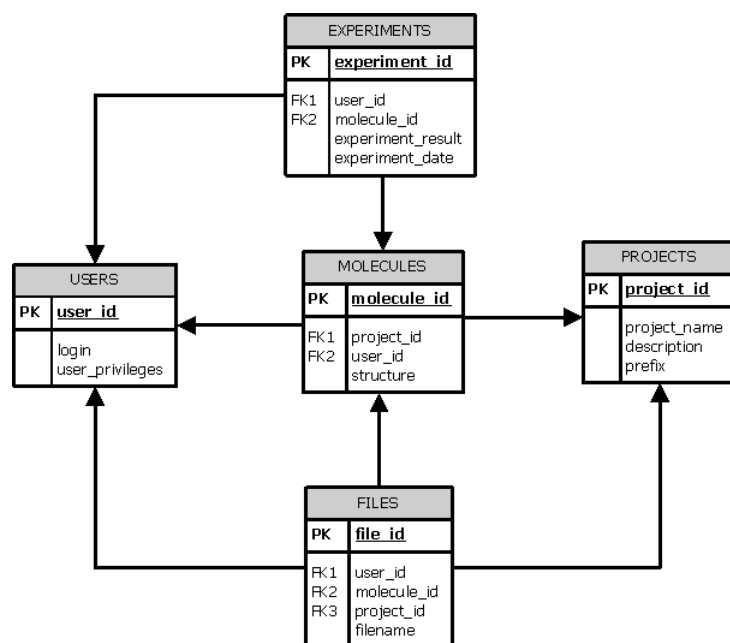 EXPERIMENTS
PK experiment_id
FK1 user_id
FK2 molecule_id
experiment_result
experiment_date
USERS
PK user_id
login
user_privileges
MOLECULES
PK molecule_id
FK1 project_id
FK2 user_id
structure
PROJECTS
PK project_id
project_name
description
prefix
FILES
PK file_id
FK1 user_id
FK2 molecule_id
FK3 project_id
filename